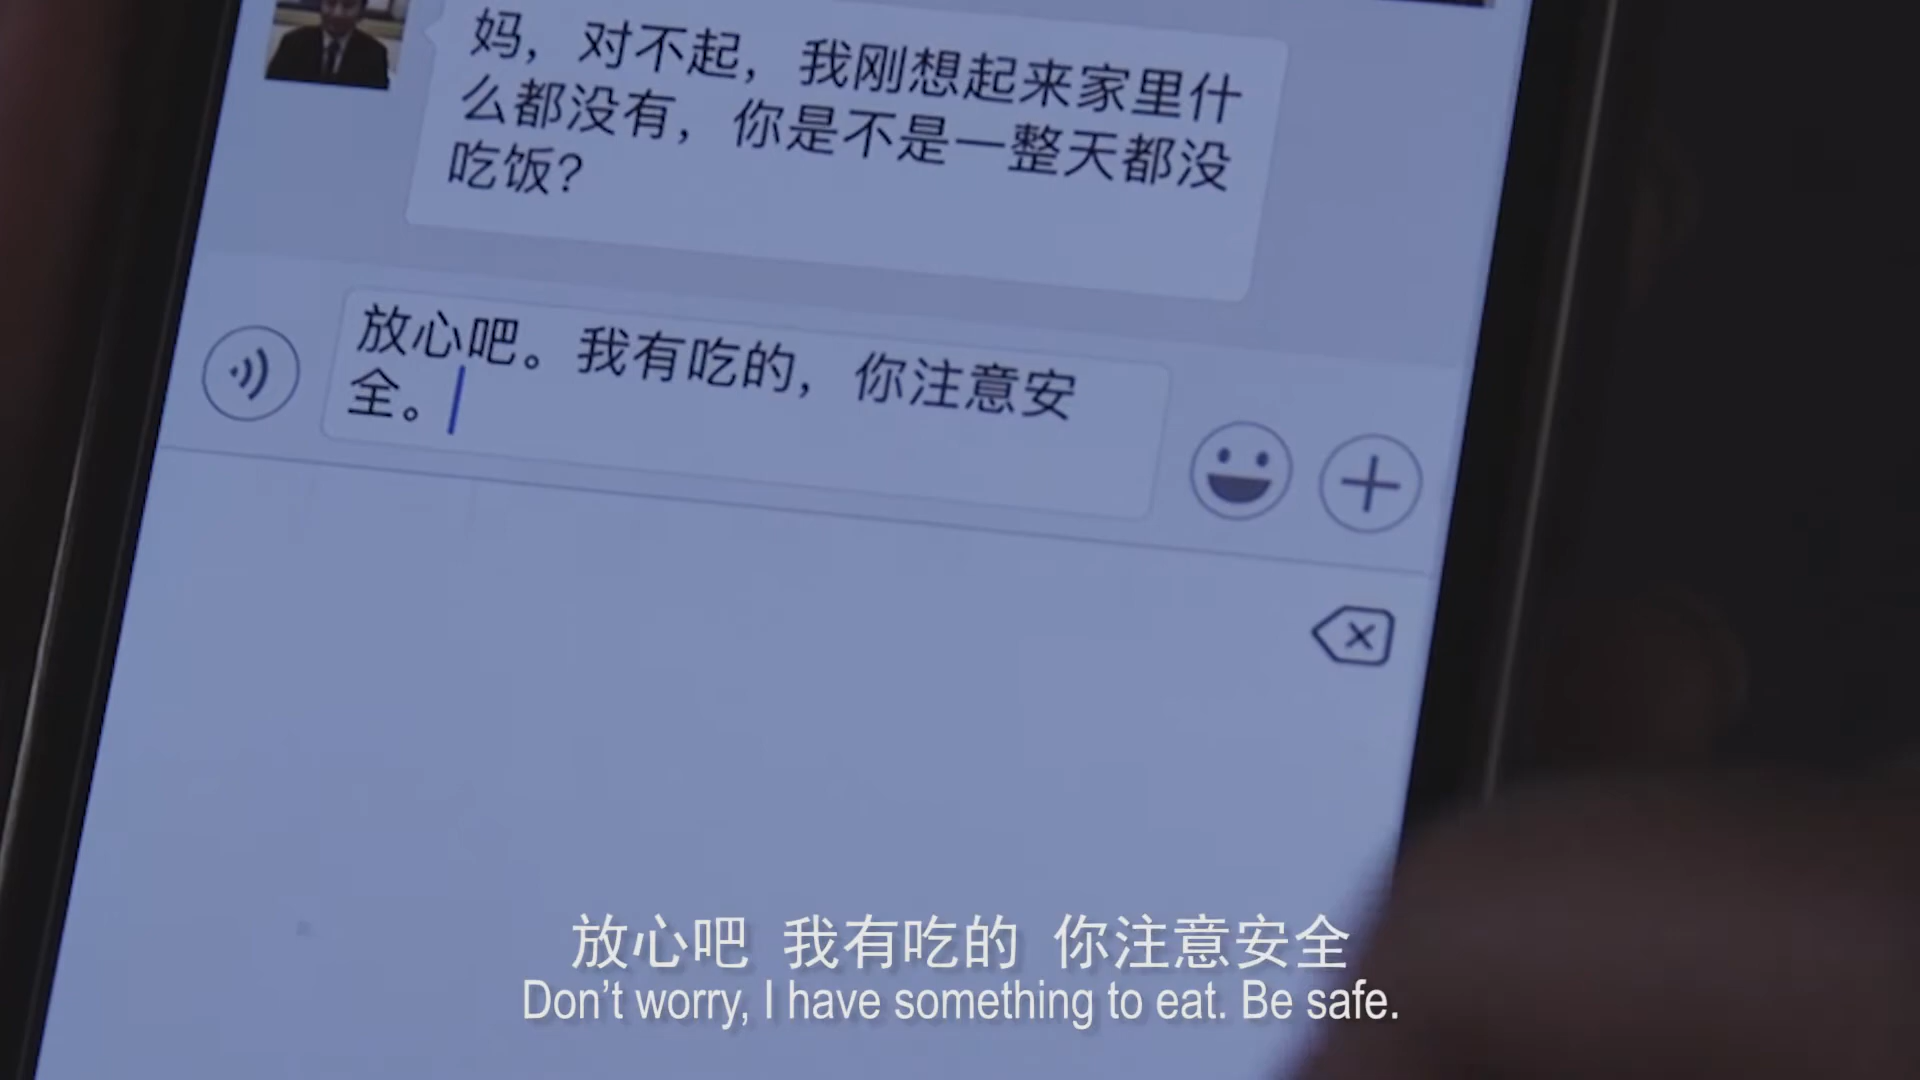 妈，对不起，我刚想起来家里什
么都没有，你是不是一整天都没
吃饭？
放心吧。我有吃的，你注意安
全。
放心吧 我有吃的 你注意安全
Don't worry, I have something to eat. Be safe.